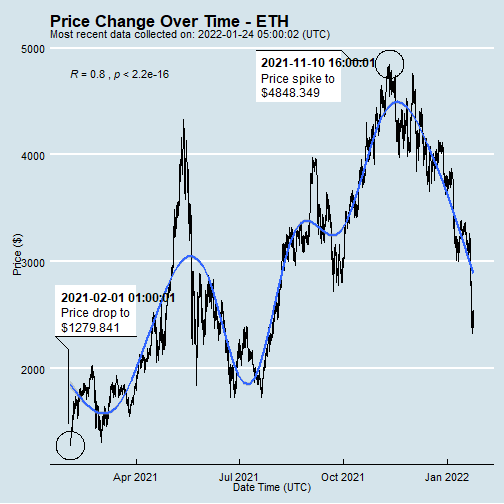 Price Change Over Time - ETH
Most recent data collected on: 2022-01-24 05:00:02 (UTC)
5000
2021-11-10 16:00:01
Price spike to
$4848.349
R = 0.8 , p < 2.2e-16
4000
Price ($)
3000
2021-02-01 01:00:01
Price drop to
$1279.841
2000
Apr 2021
Jul 2021
Oct 2021
Jan 2022
Date Time (UTC)